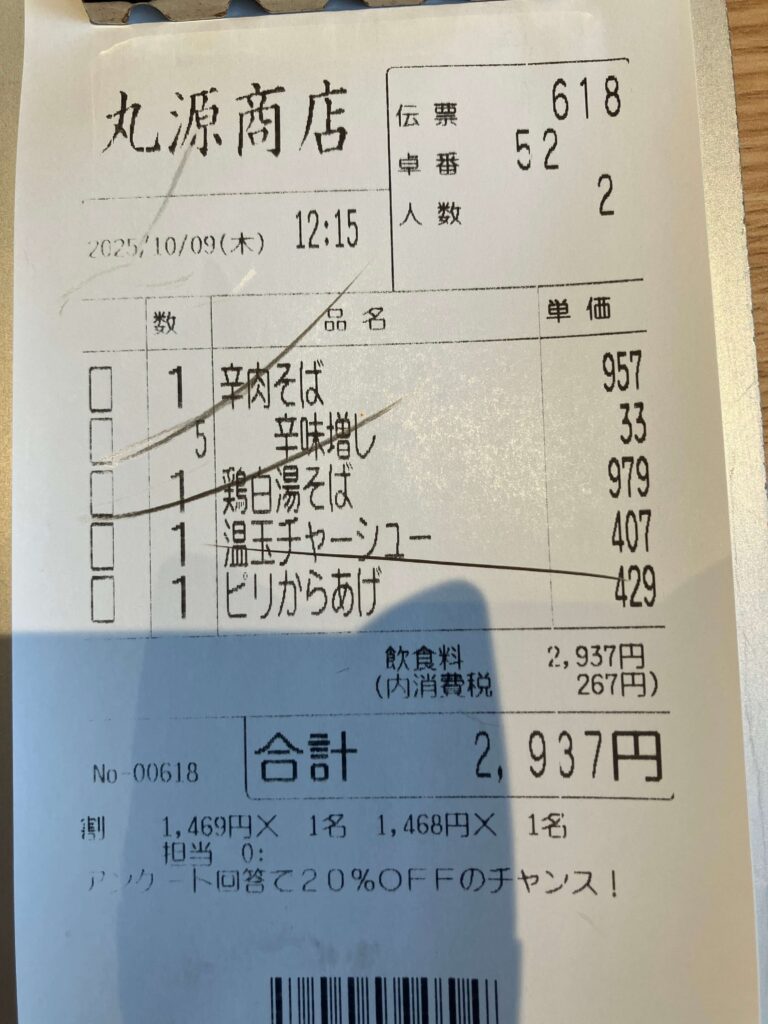 丸源商店
伝票 618
卓番 52
人数 2
2025/10/09(木) 12:15
数 品名 単価
1 辛肉そば 957
5 辛味増し 33
1 鶏白湯そば 979
1 温玉チャーシュー 407
1 ピリからあげ 429
飲食料 2,937円
(内消費税 267円)
No-00618 合計 2,937円
割 1,469円× 1名 1,468円× 1名
担当 0:
アンケート回答で20%OFFのチャンス!